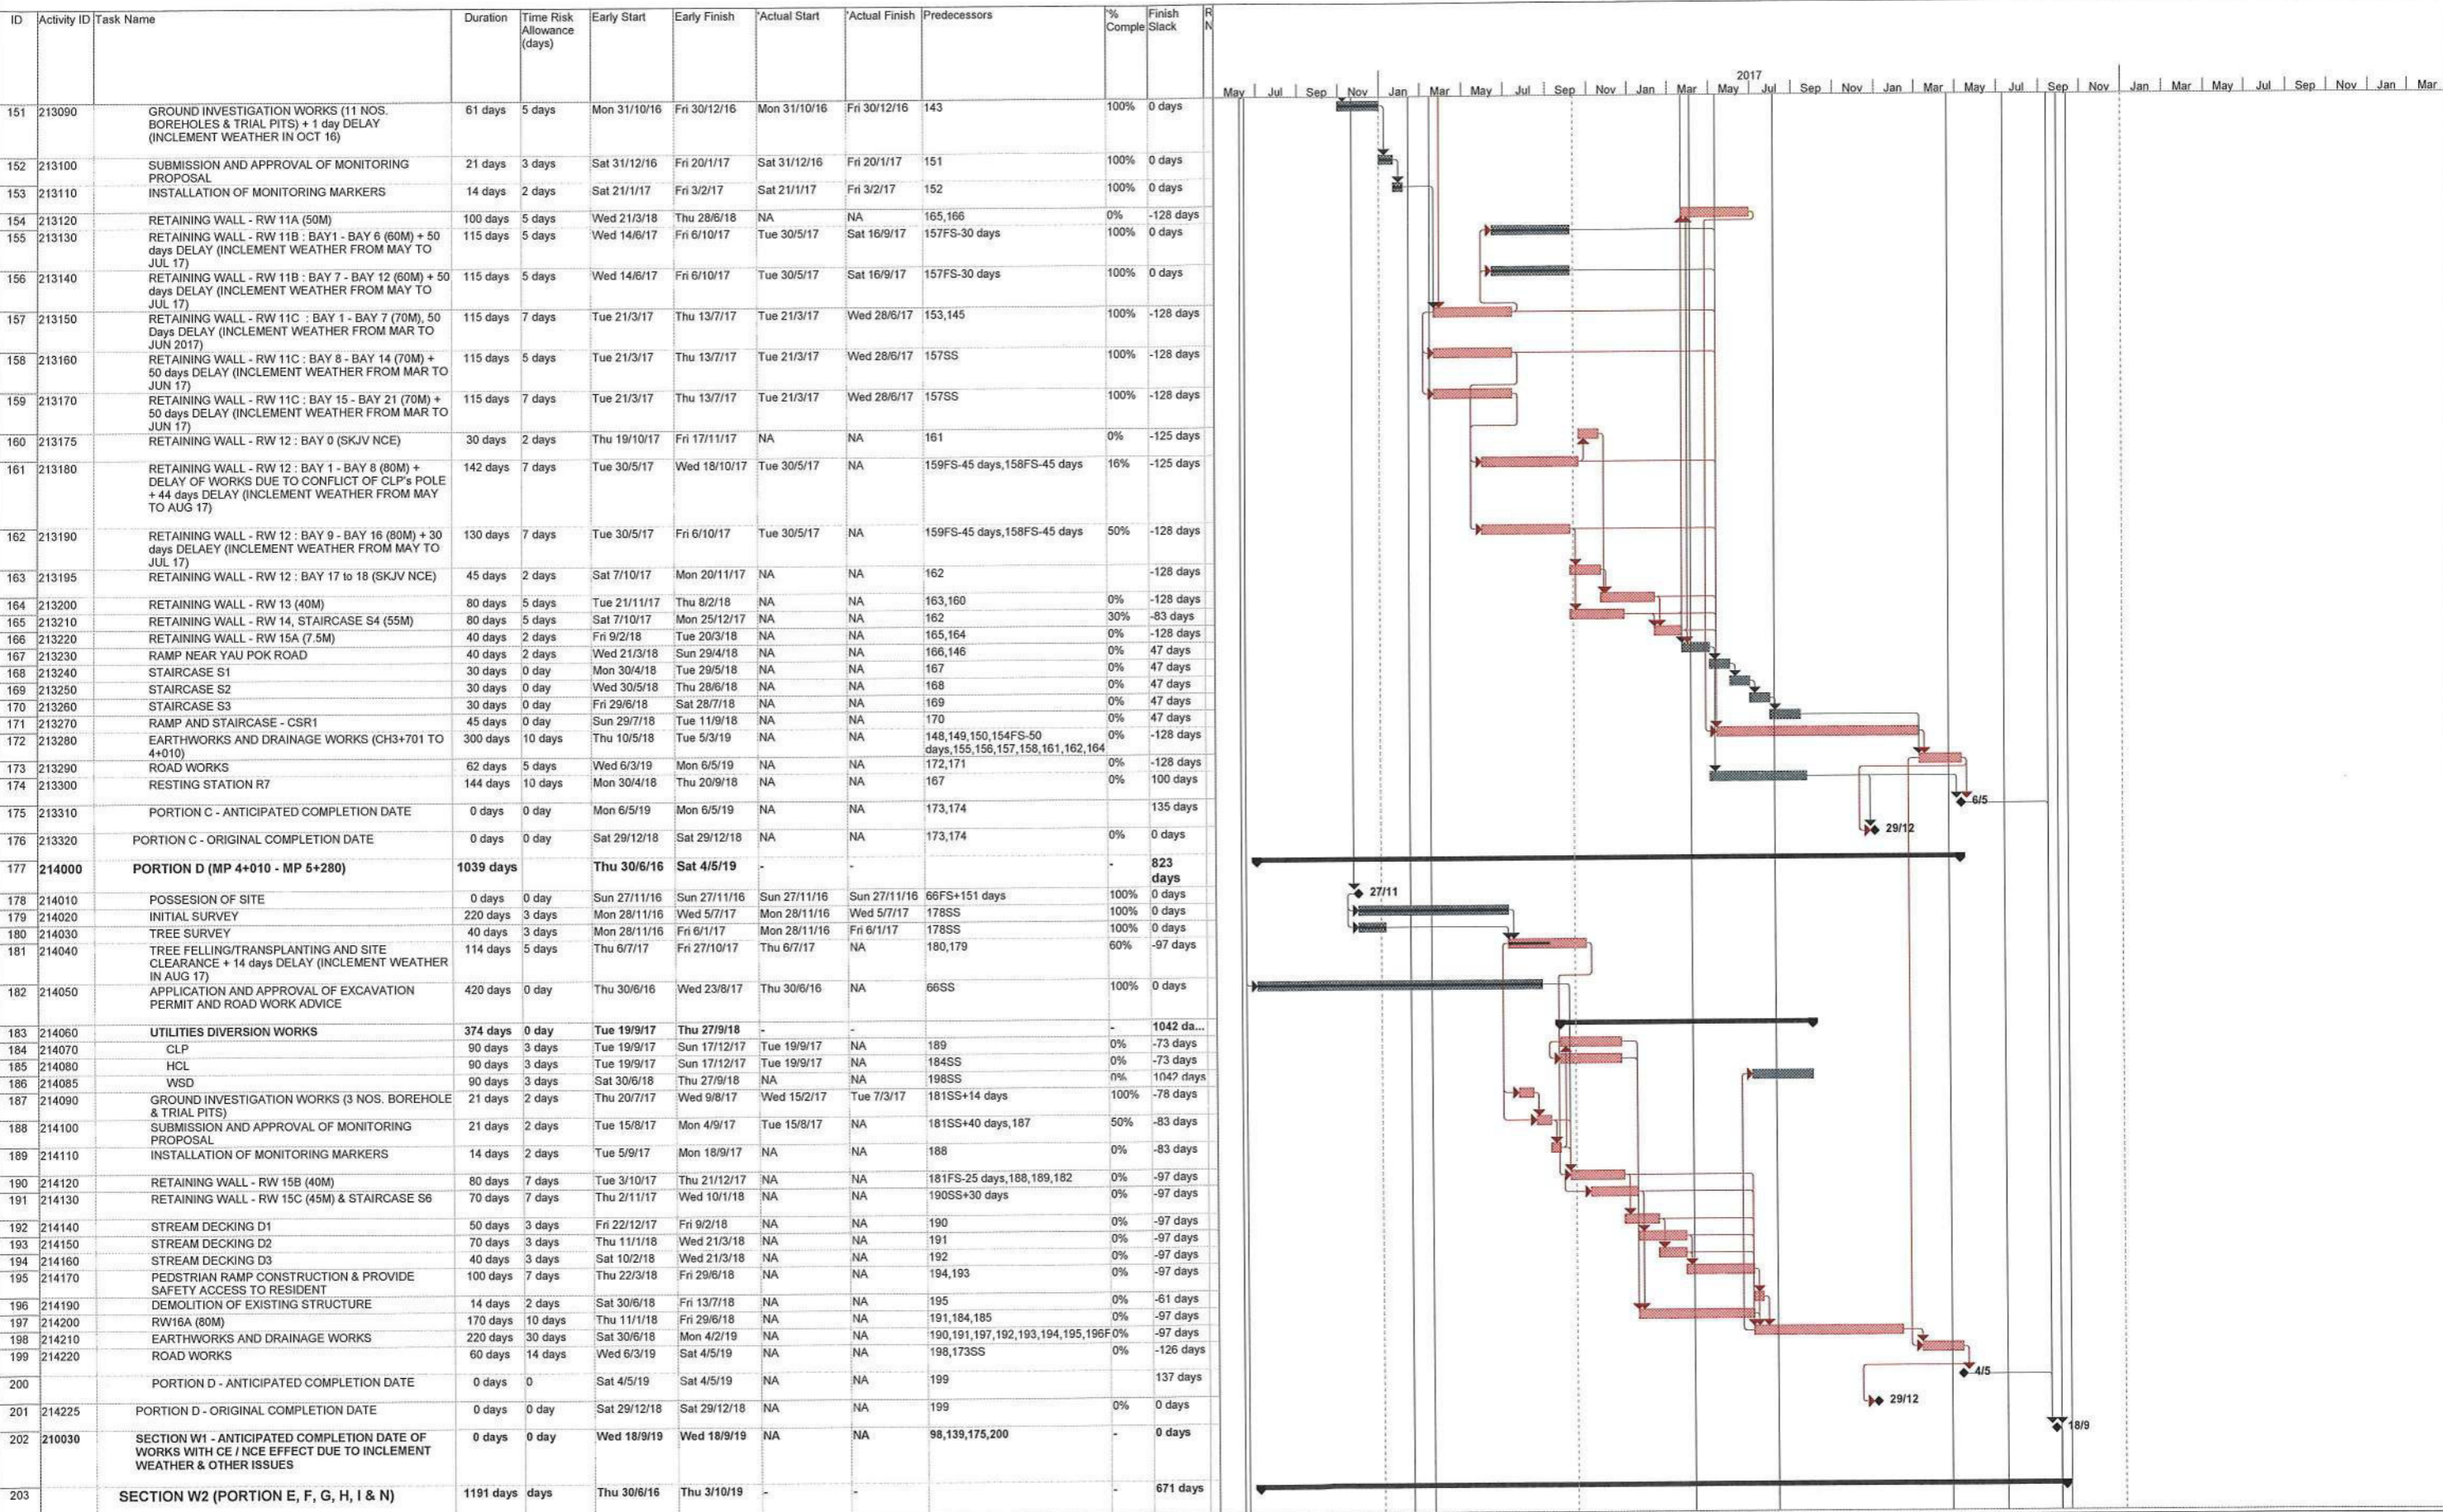 ID Activity ID Task Name Duration Time Risk Early Start Early Finish 'Actual Start 'Actual Finish Predecessors '% Finish R
Allowance Comple Slack N
(days)
2017
May Jul Sep Nov Jan Mar May Jul Sep Nov Jan Mar May Jul Sep Nov Jan Mar May Jul Sep Nov Jan Mar May Jul Sep Nov Jan Mar
151 213090 GROUND INVESTIGATION WORKS (11 NOS. 61 days 5 days Mon 31/10/16 Fri 30/12/16 Mon 31/10/16 Fri 30/12/16 143 100% 0 days
BOREHOLES & TRIAL PITS) + 1 day DELAY
(INCLEMENT WEATHER IN OCT 16)
152 213100 SUBMISSION AND APPROVAL OF MONITORING 21 days 3 days Sat 31/12/16 Fri 20/1/17 Sat 31/12/16 Fri 20/1/17 151 100% 0 days
PROPOSAL
153 213110 INSTALLATION OF MONITORING MARKERS 14 days 2 days Sat 21/1/17 Fri 3/2/17 Sat 21/1/17 Fri 3/2/17 152 100% 0 days
154 213120 RETAINING WALL - RW 11A (50M) 100 days 5 days Wed 21/3/18 Thu 28/6/18 NA NA 165,166 0% -128 days
155 213130 RETAINING WALL - RW 11B : BAY1 - BAY 6 (60M) + 50 115 days 5 days Wed 14/6/17 Fri 6/10/17 Tue 30/5/17 Sat 16/9/17 157FS-30 days 100% 0 days
days DELAY (INCLEMENT WEATHER FROM MAY TO
JUL 17)
156 213140 RETAINING WALL - RW 11B : BAY 7 - BAY 12 (60M) + 50 115 days 5 days Wed 14/6/17 Fri 6/10/17 Tue 30/5/17 Sat 16/9/17 157FS-30 days 100% 0 days
days DELAY (INCLEMENT WEATHER FROM MAY TO
JUL 17)
157 213150 RETAINING WALL - RW 11C : BAY 1 - BAY 7 (70M), 50 115 days 7 days Tue 21/3/17 Thu 13/7/17 Tue 21/3/17 Wed 28/6/17 153,145 100% -128 days
Days DELAY (INCLEMENT WEATHER FROM MAR TO
JUN 2017)
158 213160 RETAINING WALL - RW 11C : BAY 8 - BAY 14 (70M) + 115 days 5 days Tue 21/3/17 Thu 13/7/17 Tue 21/3/17 Wed 28/6/17 157SS 100% -128 days
50 days DELAY (INCLEMENT WEATHER FROM MAR TO
JUN 17)
159 213170 RETAINING WALL - RW 11C : BAY 15 - BAY 21 (70M) + 115 days 7 days Tue 21/3/17 Thu 13/7/17 Tue 21/3/17 Wed 28/6/17 157SS 100% -128 days
50 days DELAY (INCLEMENT WEATHER FROM MAR TO
JUN 17)
160 213175 RETAINING WALL - RW 12 : BAY 0 (SKJV NCE) 30 days 2 days Thu 19/10/17 Fri 17/11/17 NA NA 161 0% -125 days
161 213180 RETAINING WALL - RW 12 : BAY 1 - BAY 8 (80M) + 142 days 7 days Tue 30/5/17 Wed 18/10/17 Tue 30/5/17 NA 159FS-45 days,158FS-45 days 16% -125 days
DELAY OF WORKS DUE TO CONFLICT OF CLP's POLE
+ 44 days DELAY (INCLEMENT WEATHER FROM MAY
TO AUG 17)
162 213190 RETAINING WALL - RW 12 : BAY 9 - BAY 16 (80M) + 30 130 days 7 days Tue 30/5/17 Fri 6/10/17 Tue 30/5/17 NA 159FS-45 days,158FS-45 days 50% -128 days
days DELAEY (INCLEMENT WEATHER FROM MAY TO
JUL 17)
163 213195 RETAINING WALL - RW 12 : BAY 17 to 18 (SKJV NCE) 45 days 2 days Sat 7/10/17 Mon 20/11/17 NA NA 162 -128 days
164 213200 RETAINING WALL - RW 13 (40M) 80 days 5 days Tue 21/11/17 Thu 8/2/18 NA NA 163,160 0% -128 days
165 213210 RETAINING WALL - RW 14, STAIRCASE S4 (55M) 80 days 5 days Sat 7/10/17 Mon 25/12/17 NA NA 162 30% -83 days
166 213220 RETAINING WALL - RW 15A (7.5M) 40 days 2 days Fri 9/2/18 Tue 20/3/18 NA NA 165,164 0% -128 days
167 213230 RAMP NEAR YAU POK ROAD 40 days 2 days Wed 21/3/18 Sun 29/4/18 NA NA 166,146 0% 47 days
168 213240 STAIRCASE S1 30 days 0 day Mon 30/4/18 Tue 29/5/18 NA NA 167 0% 47 days
169 213250 STAIRCASE S2 30 days 0 day Wed 30/5/18 Thu 28/6/18 NA NA 168 0% 47 days
170 213260 STAIRCASE S3 30 days 0 day Fri 29/6/18 Sat 28/7/18 NA NA 169 0% 47 days
171 213270 RAMP AND STAIRCASE - CSR1 45 days 0 day Sun 29/7/18 Tue 11/9/18 NA NA 170 0% 47 days
172 213280 EARTHWORKS AND DRAINAGE WORKS (CH3+701 TO 300 days 10 days Thu 10/5/18 Tue 5/3/19 NA NA 148,149,150,154FS-50 0% -128 days
4+010) days,155,156,157,158,161,162,164
173 213290 ROAD WORKS 62 days 5 days Wed 6/3/19 Mon 6/5/19 NA NA 172,171 0% -128 days
174 213300 RESTING STATION R7 144 days 10 days Mon 30/4/18 Thu 20/9/18 NA NA 167 0% 100 days
175 213310 PORTION C - ANTICIPATED COMPLETION DATE 0 days 0 day Mon 6/5/19 Mon 6/5/19 NA NA 173,174 135 days 6/5
176 213320 PORTION C - ORIGINAL COMPLETION DATE 0 days 0 day Sat 29/12/18 Sat 29/12/18 NA NA 173,174 0% 0 days 29/12
177 214000 PORTION D (MP 4+010 - MP 5+280) 1039 days Thu 30/6/16 Sat 4/5/19 - - - 823
days
178 214010 POSSESION OF SITE 0 days 0 day Sun 27/11/16 Sun 27/11/16 Sun 27/11/16 Sun 27/11/16 66FS+151 days 100% 0 days 27/11
179 214020 INITIAL SURVEY 220 days 3 days Mon 28/11/16 Wed 5/7/17 Mon 28/11/16 Wed 5/7/17 178SS 100% 0 days
180 214030 TREE SURVEY 40 days 3 days Mon 28/11/16 Fri 6/1/17 Mon 28/11/16 Fri 6/1/17 178SS 100% 0 days
181 214040 TREE FELLING/TRANSPLANTING AND SITE 114 days 5 days Thu 6/7/17 Fri 27/10/17 Thu 6/7/17 NA 180,179 60% -97 days
CLEARANCE + 14 days DELAY (INCLEMENT WEATHER
IN AUG 17)
182 214050 APPLICATION AND APPROVAL OF EXCAVATION 420 days 0 day Thu 30/6/16 Wed 23/8/17 Thu 30/6/16 NA 66SS 100% 0 days
PERMIT AND ROAD WORK ADVICE
183 214060 UTILITIES DIVERSION WORKS 374 days 0 day Tue 19/9/17 Thu 27/9/18 - - - 1042 da...
184 214070 CLP 90 days 3 days Tue 19/9/17 Sun 17/12/17 Tue 19/9/17 NA 189 0% -73 days
185 214080 HCL 90 days 3 days Tue 19/9/17 Sun 17/12/17 Tue 19/9/17 NA 184SS 0% -73 days
186 214085 WSD 90 days 3 days Sat 30/6/18 Thu 27/9/18 NA NA 198SS 0% 1042 days
187 214090 GROUND INVESTIGATION WORKS (3 NOS. BOREHOLE 21 days 2 days Thu 20/7/17 Wed 9/8/17 Wed 15/2/17 Tue 7/3/17 181SS+14 days 100% -78 days
& TRIAL PITS)
188 214100 SUBMISSION AND APPROVAL OF MONITORING 21 days 2 days Tue 15/8/17 Mon 4/9/17 Tue 15/8/17 NA 181SS+40 days,187 50% -83 days
PROPOSAL
189 214110 INSTALLATION OF MONITORING MARKERS 14 days 2 days Tue 5/9/17 Mon 18/9/17 NA NA 188 0% -83 days
190 214120 RETAINING WALL - RW 15B (40M) 80 days 7 days Tue 3/10/17 Thu 21/12/17 NA NA 181FS-25 days,188,189,182 0% -97 days
191 214130 RETAINING WALL - RW 15C (45M) & STAIRCASE S6 70 days 7 days Thu 2/11/17 Wed 10/1/18 NA NA 190SS+30 days 0% -97 days
192 214140 STREAM DECKING D1 50 days 3 days Fri 22/12/17 Fri 9/2/18 NA NA 190 0% -97 days
193 214150 STREAM DECKING D2 70 days 3 days Thu 11/1/18 Wed 21/3/18 NA NA 191 0% -97 days
194 214160 STREAM DECKING D3 40 days 3 days Sat 10/2/18 Wed 21/3/18 NA NA 192 0% -97 days
195 214170 PEDSTRIAN RAMP CONSTRUCTION & PROVIDE 100 days 7 days Thu 22/3/18 Fri 29/6/18 NA NA 194,193 0% -97 days
SAFETY ACCESS TO RESIDENT
196 214190 DEMOLITION OF EXISTING STRUCTURE 14 days 2 days Sat 30/6/18 Fri 13/7/18 NA NA 195 0% -61 days
197 214200 RW16A (80M) 170 days 10 days Thu 11/1/18 Fri 29/6/18 NA NA 191,184,185 0% -97 days
198 214210 EARTHWORKS AND DRAINAGE WORKS 220 days 30 days Sat 30/6/18 Mon 4/2/19 NA NA 190,191,197,192,193,194,195,196F 0% -97 days
199 214220 ROAD WORKS 60 days 14 days Wed 6/3/19 Sat 4/5/19 NA NA 198,173SS 0% -126 days
200 PORTION D - ANTICIPATED COMPLETION DATE 0 days 0 Sat 4/5/19 Sat 4/5/19 NA NA 199 137 days 4/5
201 214225 PORTION D - ORIGINAL COMPLETION DATE 0 days 0 day Sat 29/12/18 Sat 29/12/18 NA NA 199 0% 0 days 29/12
202 210030 SECTION W1 - ANTICIPATED COMPLETION DATE OF 0 days 0 day Wed 18/9/19 Wed 18/9/19 NA NA 98,139,175,200 - 0 days 18/9
WORKS WITH CE / NCE EFFECT DUE TO INCLEMENT
WEATHER & OTHER ISSUES
203 SECTION W2 (PORTION E, F, G, H, I & N) 1191 days days Thu 30/6/16 Thu 3/10/19 - - - 671 days